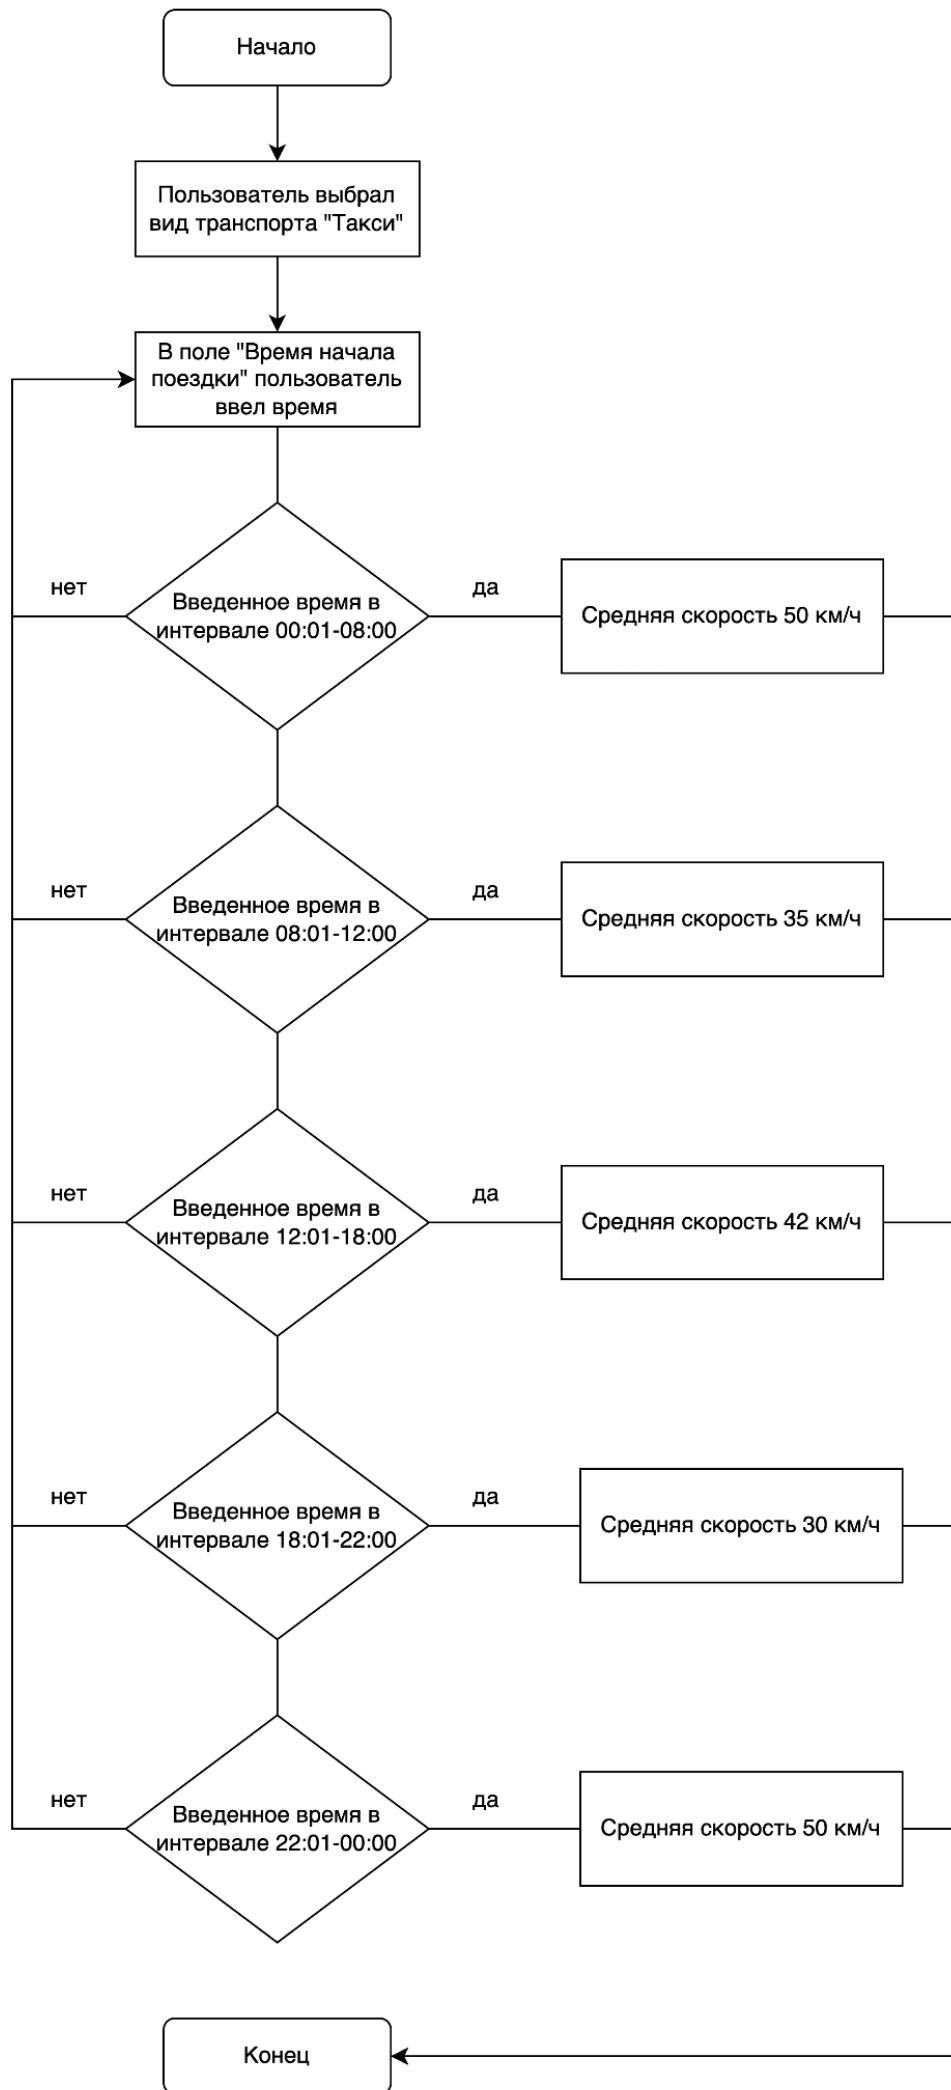 Начало
Пользователь выбрал
вид транспорта "Такси"
В поле "Время начала
поездки" пользователь
ввел время
нет
Введенное время в
интервале 00:01-08:00
да
Средняя скорость 50 км/ч
нет
Введенное время в
интервале 08:01-12:00
да
Средняя скорость 35 км/ч
нет
Введенное время в
интервале 12:01-18:00
да
Средняя скорость 42 км/ч
нет
Введенное время в
интервале 18:01-22:00
да
Средняя скорость 30 км/ч
нет
Введенное время в
интервале 22:01-00:00
да
Средняя скорость 50 км/ч
Конец